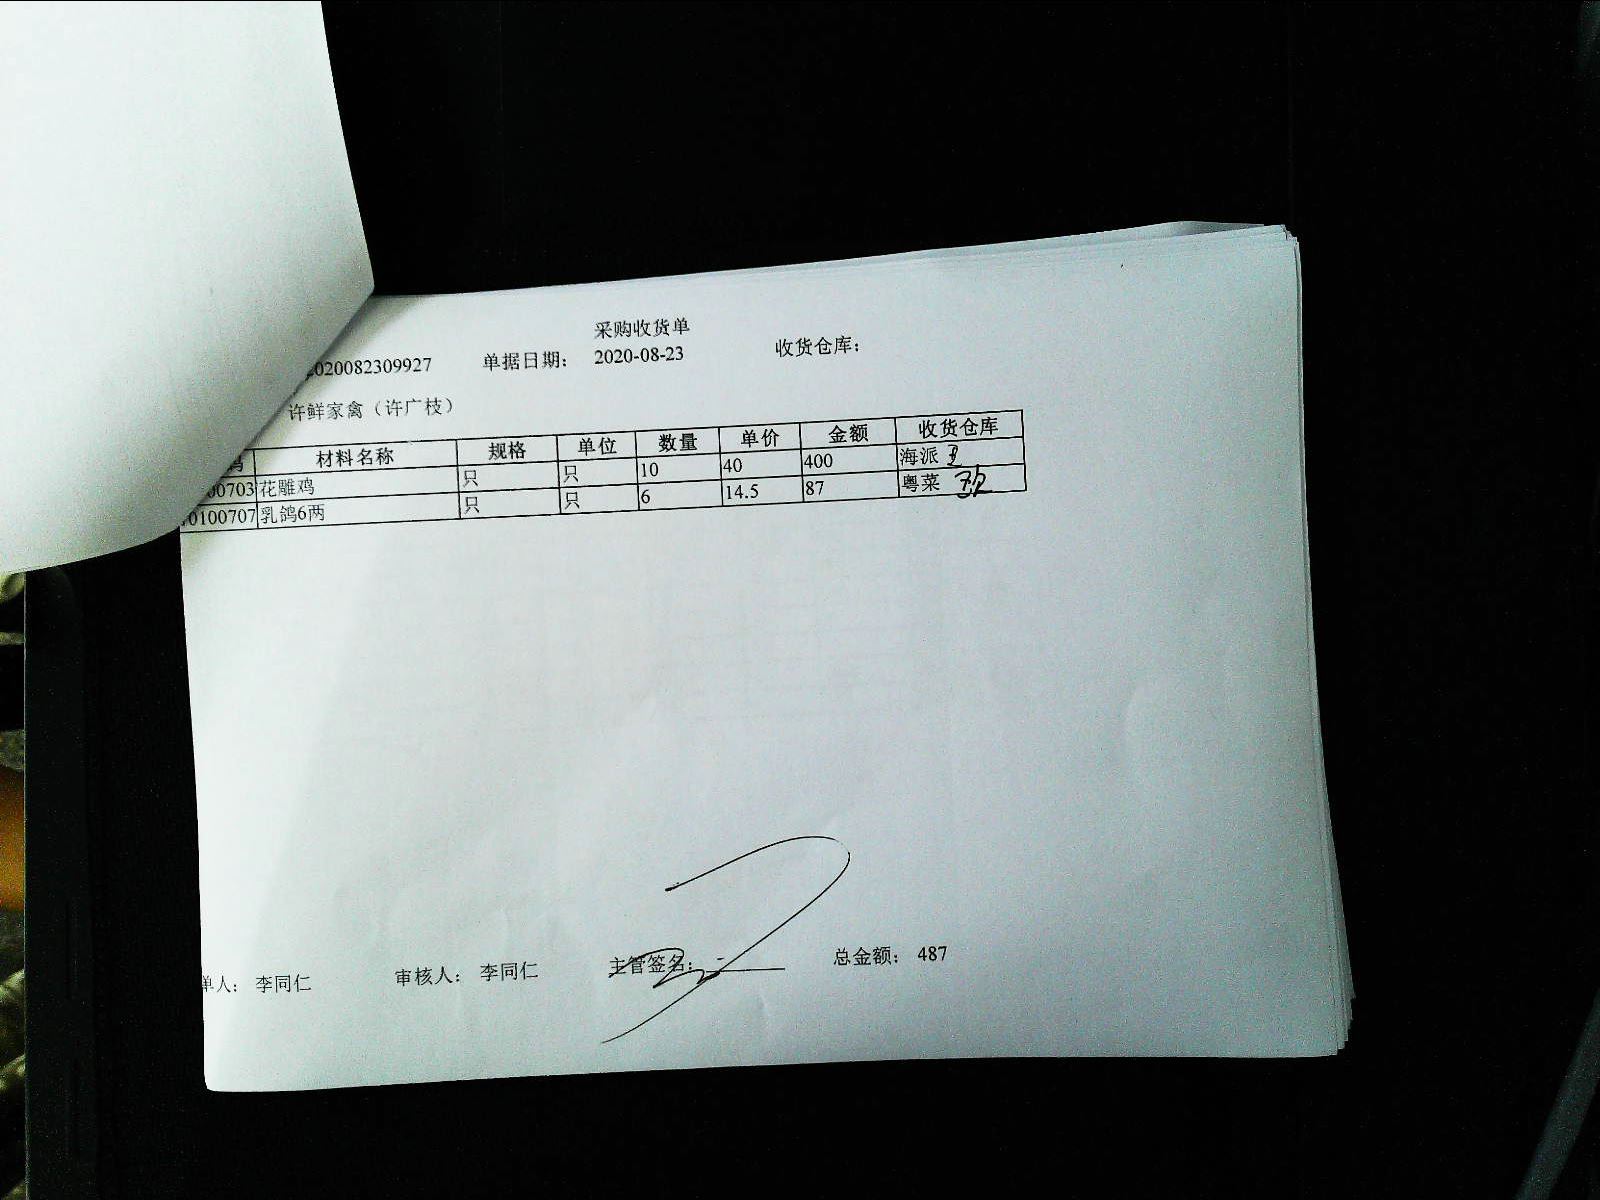 采购收货单
2020082309927 单据日期： 2020-08-23 收货仓库：
许鲜家禽（许广枝）
码 材料名称 规格 单位 数量 单价 金额 收货仓库
00703 花雕鸡 只 只 10 40 400 海派
0100707 乳鸽6两 只 只 6 14.5 87 粤菜
单人： 李同仁 审核人： 李同仁 主管签名： 总金额： 487